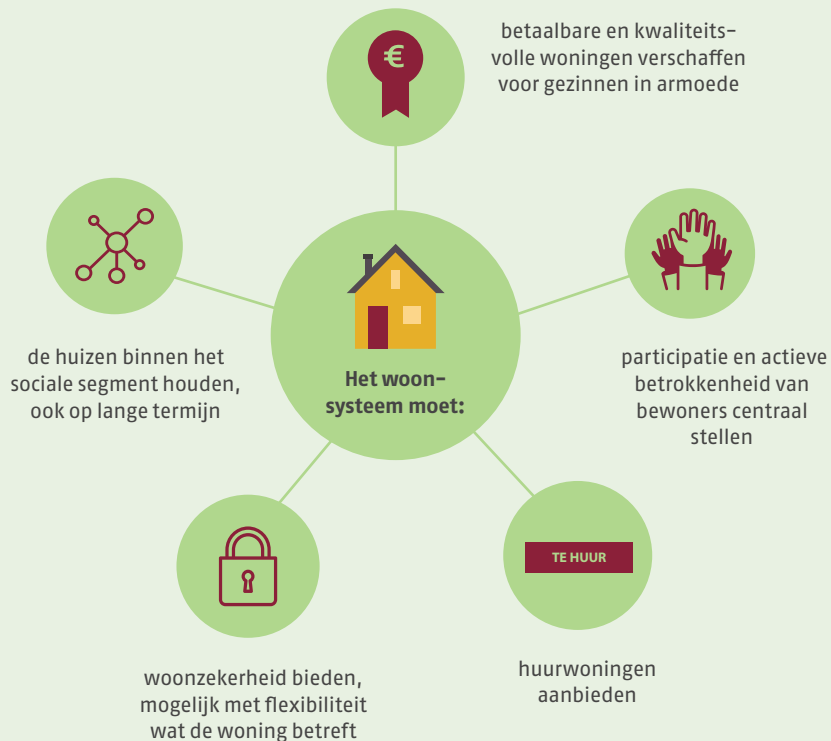 €
betaalbare en kwaliteits-
volle woningen verschaffen
voor gezinnen in armoede
de huizen binnen het
sociale segment houden,
ook op lange termijn
Het woon-
systeem moet:
participatie en actieve
betrokkenheid van
bewoners centraal
stellen
TE HUUR
woonzekerheid bieden,
mogelijk met flexibiliteit
wat de woning betreft
huurwoningen
aanbieden